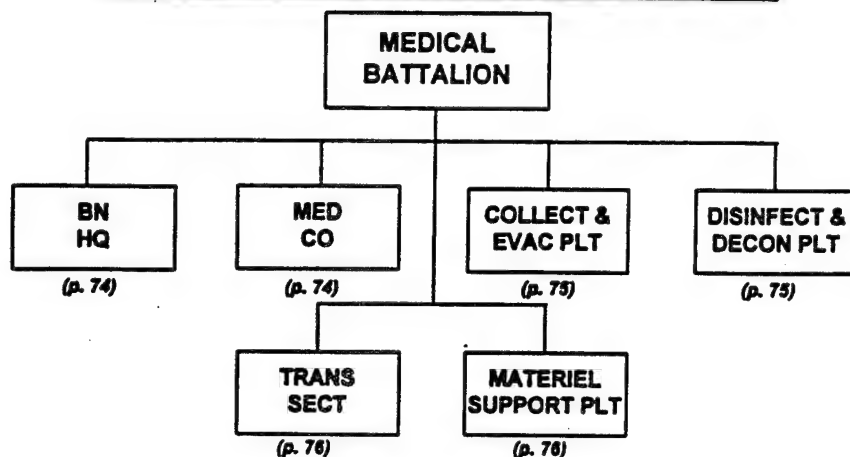 MEDICAL
BATTALION
BN
HQ
(p. 74)
MED
CO
(p. 74)
COLLECT &
EVAC PLT
(p. 75)
DISINFECT &
DECON PLT
(p. 75)
TRANS
SECT
(p. 76)
MATERIEL
SUPPORT PLT
(p. 76)